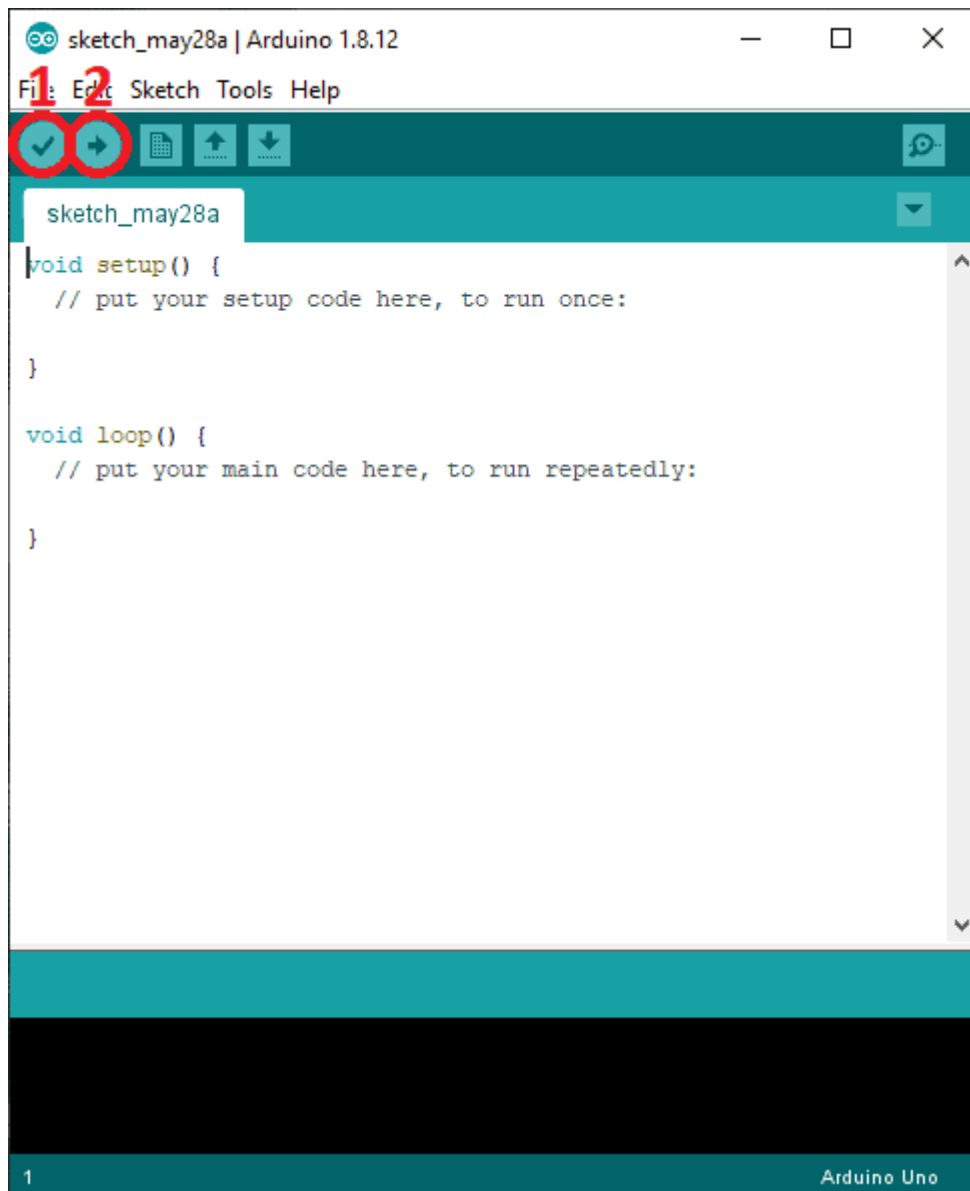 sketch_may28a | Arduino 1.8.12
1 2
File Edit Sketch Tools Help
sketch_may28a
void setup() {
  // put your setup code here, to run once:
}
void loop() {
  // put your main code here, to run repeatedly:
}
1 Arduino Uno